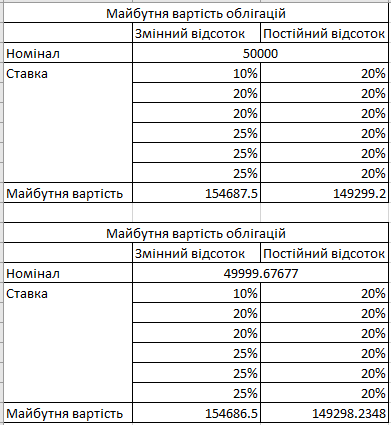 Майбутня вартість облігацій
Змінний відсоток Постійний відсоток
Номінал 50000
Ставка 10% 20%
20% 20%
20% 20%
25% 20%
25% 20%
25% 20%
Майбутня вартість 154687.5 149299.2
Майбутня вартість облігацій
Змінний відсоток Постійний відсоток
Номінал 49999.67677
Ставка 10% 20%
20% 20%
20% 20%
25% 20%
25% 20%
25% 20%
Майбутня вартість 154686.5 149298.2348